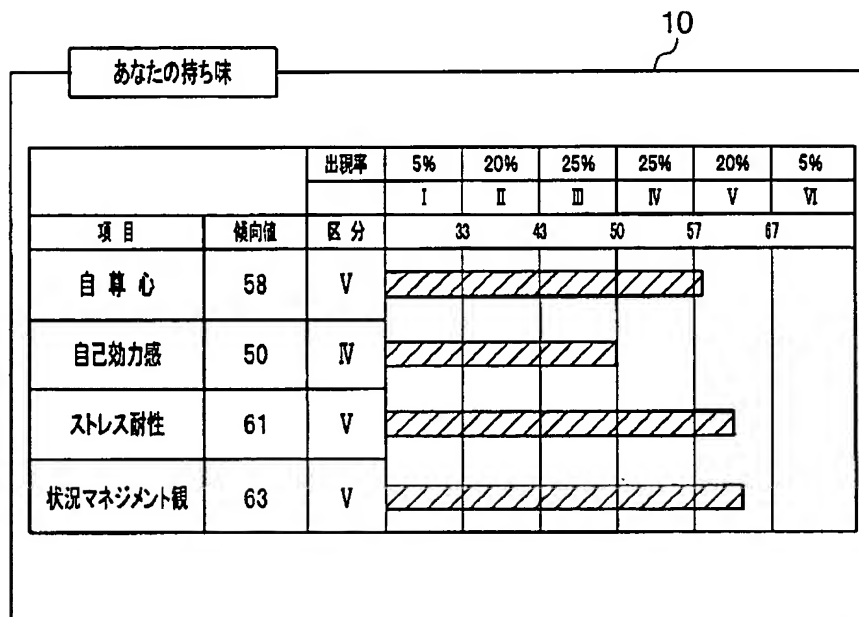 10
あなたの持ち味
出現率 5% 20% 25% 25% 20% 5%
Ⅰ Ⅱ Ⅲ Ⅳ Ⅴ Ⅵ
項目 傾向値 区分 33 43 50 57 67
自尊心 58 Ⅴ
自己効力感 50 Ⅳ
ストレス耐性 61 Ⅴ
状況マネジメント観 63 Ⅴ